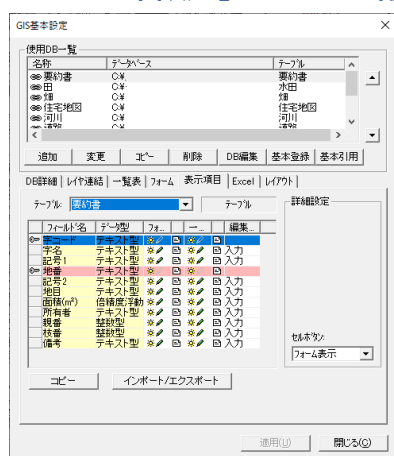 GIS基本設定
使用DB一覧
名称 ﾃﾞｰﾀﾍﾞｰｽ ﾃｰﾌﾞﾙ
要約書 C:¥ 要約書
田 C:¥ 水田
畑 C:¥ 畑
住宅地図 C:¥ 住宅地図
河川 C:¥ 河川
道路 C:¥ 道路
追加 変更 ｺﾋﾟｰ 削除 DB編集 基本登録 基本引用
DB詳細 ﾚｲﾔ連結 一覧表 ﾌｫｰﾑ 表示項目 Excel ﾚｲｱｳﾄ
ﾃｰﾌﾞﾙ: 要約書 ﾃｰﾌﾞﾙ
詳細設定
ﾌｨｰﾙﾄﾞ名 ﾃﾞｰﾀ型 ﾌｫ... 一... 編集...
字コード テキスト型
字名 テキスト型 入力
記号1 テキスト型 入力
地番 テキスト型
記号2 テキスト型 入力
地目 テキスト型 入力
面積(㎡) 倍精度浮動 入力
所有者 テキスト型 入力
親番 整数型 入力
枝番 整数型 入力
備考 テキスト型 入力
ｾﾙﾎﾞﾀﾝ:
ﾌｫｰﾑ表示
コピー インポート/エクスポート
適用(U) 閉じる(C)